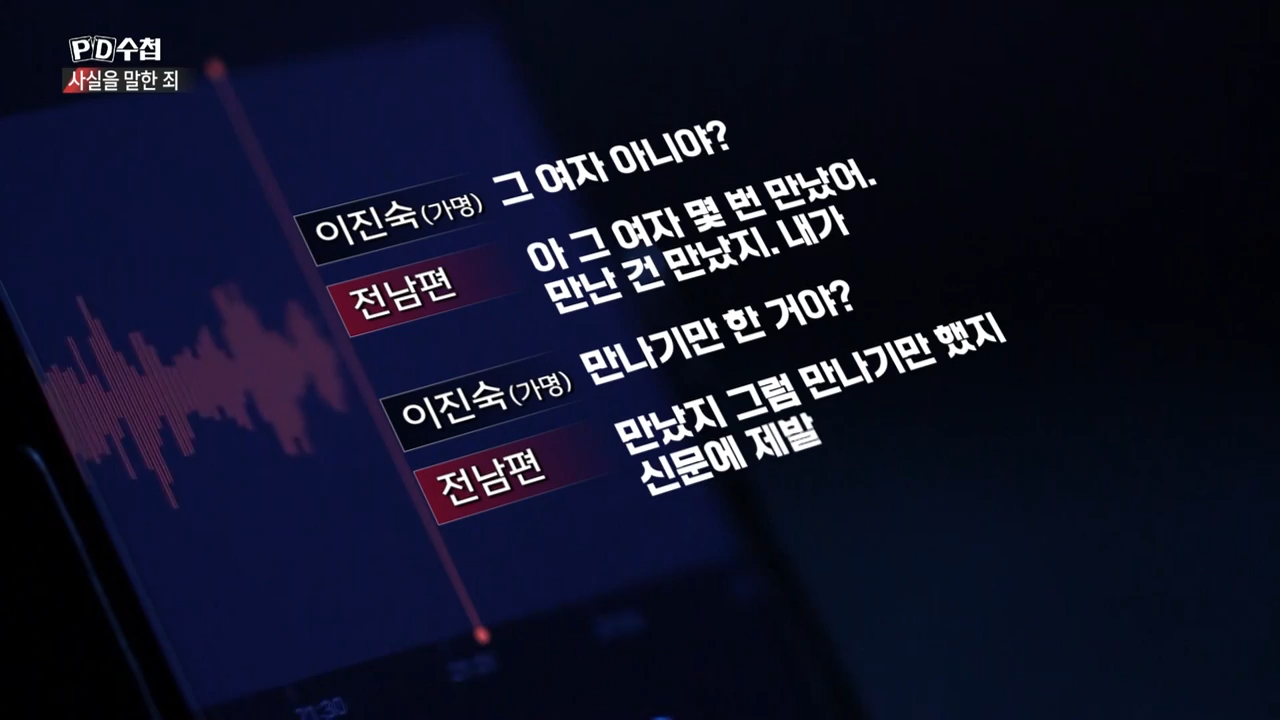 PD수첩
사실을 말한 죄
이진숙(가명) 그 여자 아니야?
전남편 아 그 여자 몇 번 만났어.
만난 건 만났지. 내가
이진숙(가명) 만나기만 한 거야?
전남편 만났지 그럼 만나기만 했지
신문에 제발